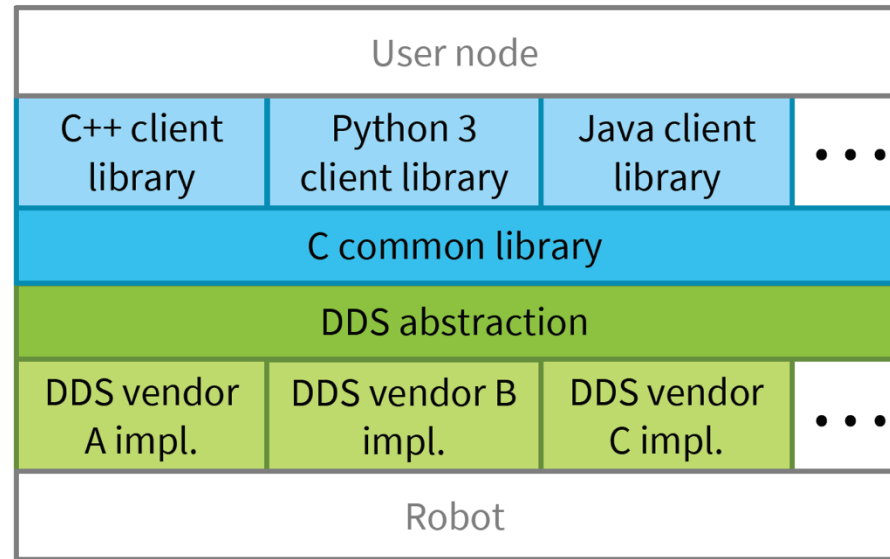 User node
C++ client
library
Python 3
client library
Java client
library
...
C common library
DDS abstraction
DDS vendor
A impl.
DDS vendor B
impl.
DDS vendor
C impl.
...
Robot